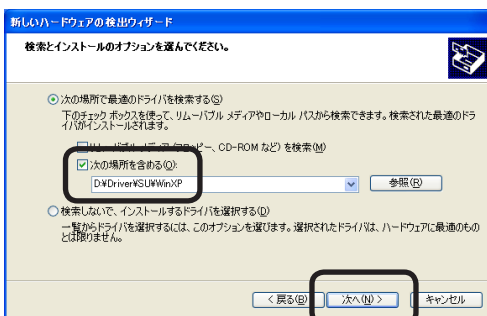 新しいハードウェアの検出ウィザード
検索とインストールのオプションを選んでください。
次の場所で最適のドライバを検索する(S)
下のチェック ボックスを使って、リムーバブル メディアやローカル パスから検索できます。検索された最適のドラ
イバがインストールされます。
リムーバブル メディア (フロッピー、CD-ROM など) を検索(M)
次の場所を含める(O):
D:¥Driver¥SU¥WinXP
参照(R)
検索しないで、インストールするドライバを選択する(D)
一覧からドライバを選択するには、このオプションを選びます。選択されたドライバは、ハードウェアに最適のもの
とは限りません。
< 戻る(B)
次へ(N) >
キャンセル